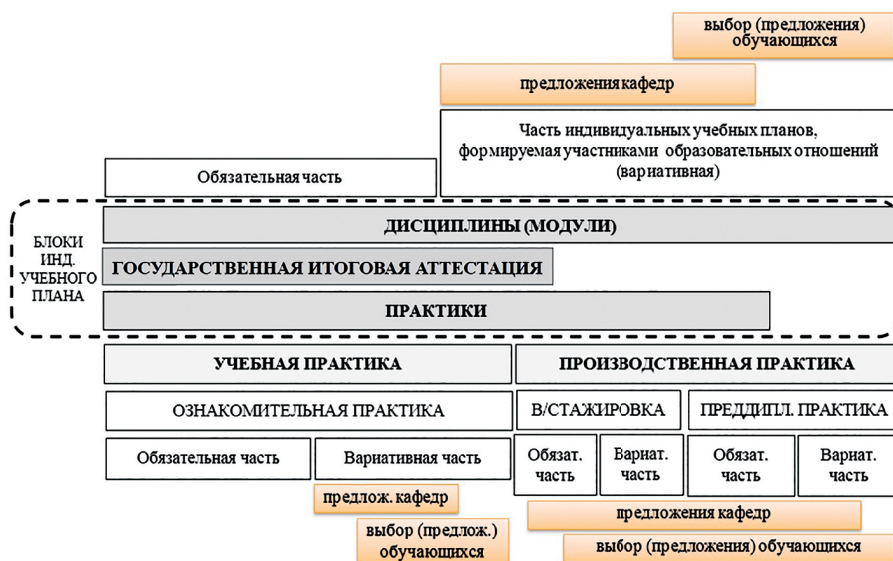 выбор (предложения)
обучающихся
предложения кафедр
Часть индивидуальных учебных планов,
формируемая участниками образовательных отношений
(вариативная)
Обязательная часть
БЛОКИ
ИНД.
УЧЕБНОГО
ПЛАНА
ДИСЦИПЛИНЫ (МОДУЛИ)
ГОСУДАРСТВЕННАЯ ИТОГОВАЯ АТТЕСТАЦИЯ
ПРАКТИКИ
УЧЕБНАЯ ПРАКТИКА
ПРОИЗВОДСТВЕННАЯ ПРАКТИКА
ОЗНАКОМИТЕЛЬНАЯ ПРАКТИКА
В/СТАЖИРОВКА
ПРЕДДИПЛ. ПРАКТИКА
Обязательная часть
Вариативная часть
Обязат.
часть
Вариат.
часть
Обязат.
часть
Вариат.
часть
предлож. кафедр
выбор (предлож.)
обучающихся
предложения кафедр
выбор (предложения) обучающихся